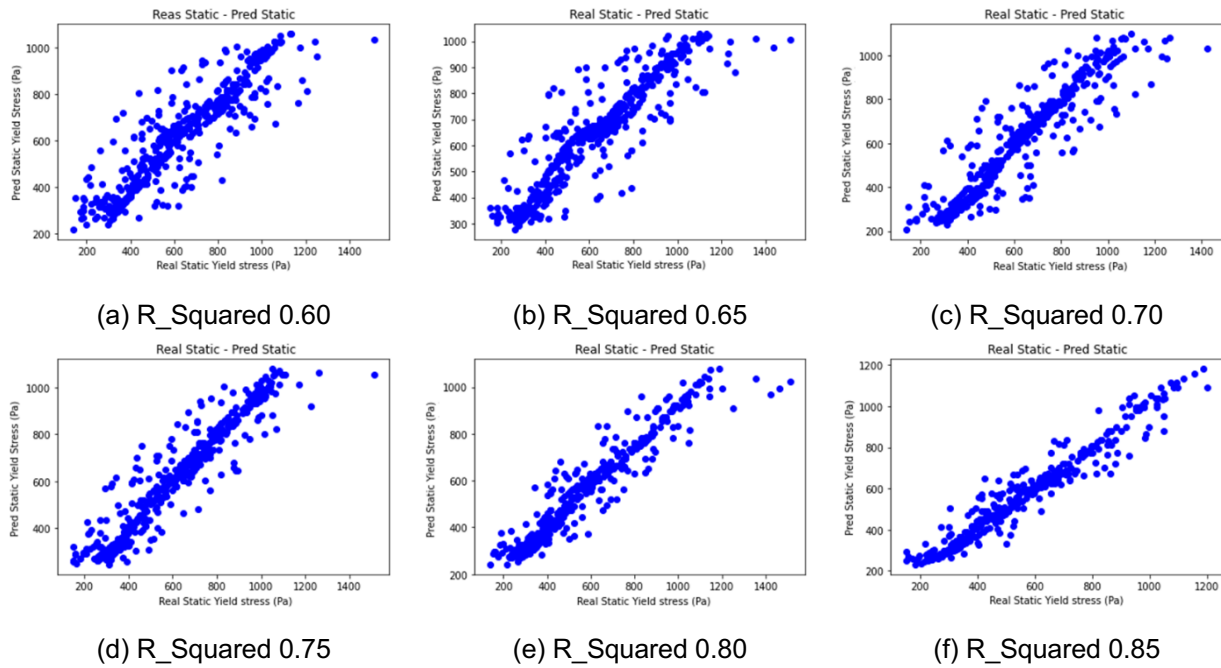 Reas Static - Pred Static
Pred Static Yield Stress (Pa)
1000
800
600
400
200
200 400 600 800 1000 1200 1400
Real Static Yield stress (Pa)
(a) R_Squared 0.60
Real Static - Pred Static
Pred Static Yield Stress (Pa)
1000
900
800
700
600
500
400
300
200 400 600 800 1000 1200 1400
Real Static Yield stress (Pa)
(b) R_Squared 0.65
Real Static - Pred Static
Pred Static Yield Stress (Pa)
1000
800
600
400
200
200 400 600 800 1000 1200 1400
Real Static Yield stress (Pa)
(c) R_Squared 0.70
Real Static - Pred Static
Pred Static Yield Stress (Pa)
1000
800
600
400
200 400 600 800 1000 1200 1400
Real Static Yield stress (Pa)
(d) R_Squared 0.75
Real Static - Pred Static
Pred Static Yield Stress (Pa)
1000
800
600
400
200
200 400 600 800 1000 1200 1400
Real Static Yield stress (Pa)
(e) R_Squared 0.80
Real Static - Pred Static
Pred Static Yield Stress (Pa)
1200
1000
800
600
400
200
200 400 600 800 1000 1200
Real Static Yield stress (Pa)
(f) R_Squared 0.85